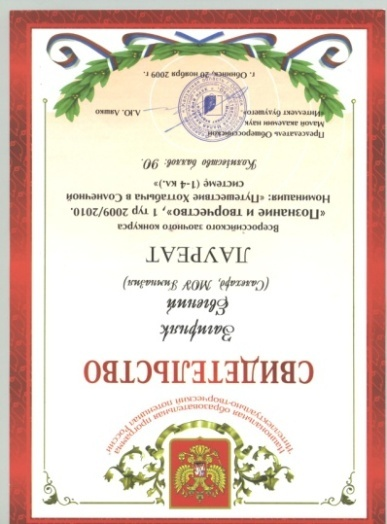 Национальная образовательная программа
Интеллектуально-творческий потенциал России
СВИДЕТЕЛЬСТВО
Загирняк
Евгений
(Салехард, МОУ Гимназия)
ЛАУРЕАТ
Всероссийского заочного конкурса
«Познание и творчество», 1 тур 2009/2010.
Номинация: «Путешествие Хоттабыча в Солнечной
системе (1-4 кл.)»
Количество баллов: 90.
Председатель Общероссийской
Малой академии наук
«Интеллект будущего»
Л.Ю. Ляшко
г. Обнинск, 20 ноября 2009 г.